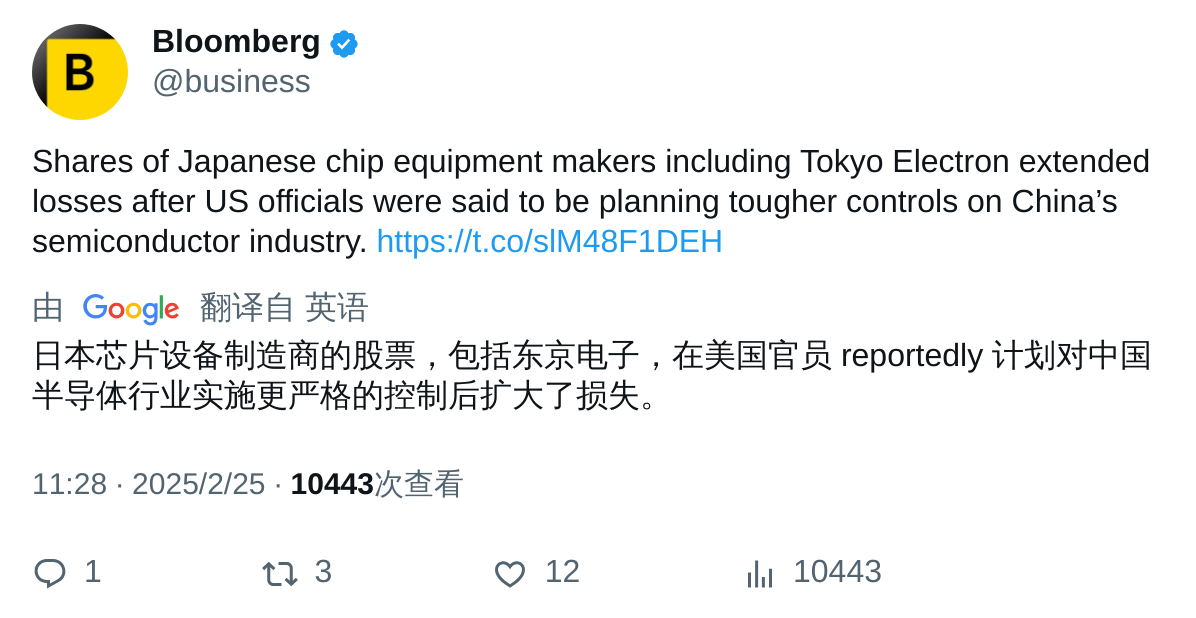 B
Bloomberg
@business
Shares of Japanese chip equipment makers including Tokyo Electron extended
losses after US officials were said to be planning tougher controls on China’s
semiconductor industry. https://t.co/slM48F1DEH
由 Google 翻译自 英语
日本芯片设备制造商的股票，包括东京电子，在美国官员 reportedly 计划对中国
半导体行业实施更严格的控制后扩大了损失。
11:28 · 2025/2/25 · 10443次查看
1 3 12 10443